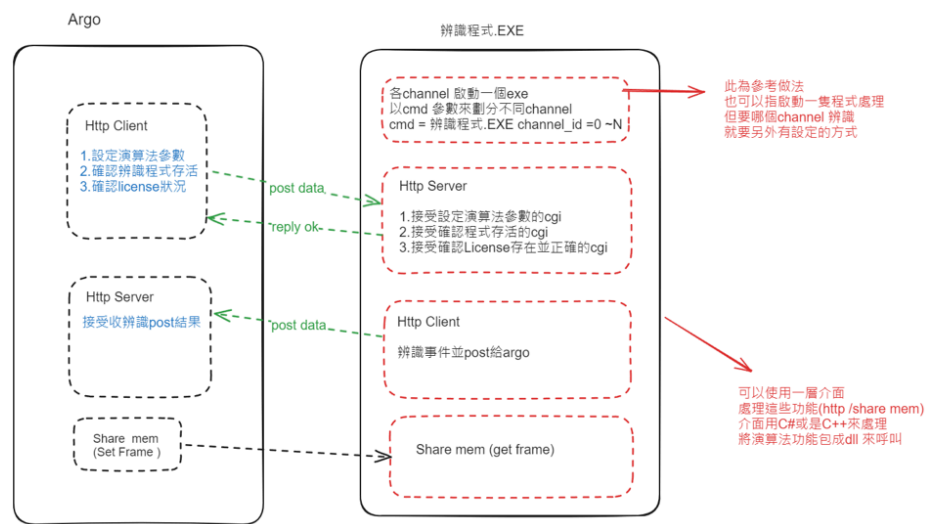 Argo
Http Client
1.設定演算法參數
2.確認辨識程式存活
3.確認license狀況
Http Server
接受收辨識post結果
Share mem
(Set Frame )
post data
reply ok
post data
辨識程式.EXE
各channel 啟動一個exe
以cmd 參數來劃分不同channel
cmd = 辨識程式.EXE channel_id =0 ~N
Http Server
1.接受設定演算法參數的cgi
2.接受確認程式存活的cgi
3.接受確認License存在並正確的cgi
Http Client
辨識事件並post給argo
Share mem (get frame)
此為參考做法
也可以指啟動一隻程式處理
但要哪個channel 辨識
就要另外有設定的方式
可以使用一層介面
處理這些功能(http /share mem)
介面用C#或是C++來處理
將演算法功能包成dll 來呼叫